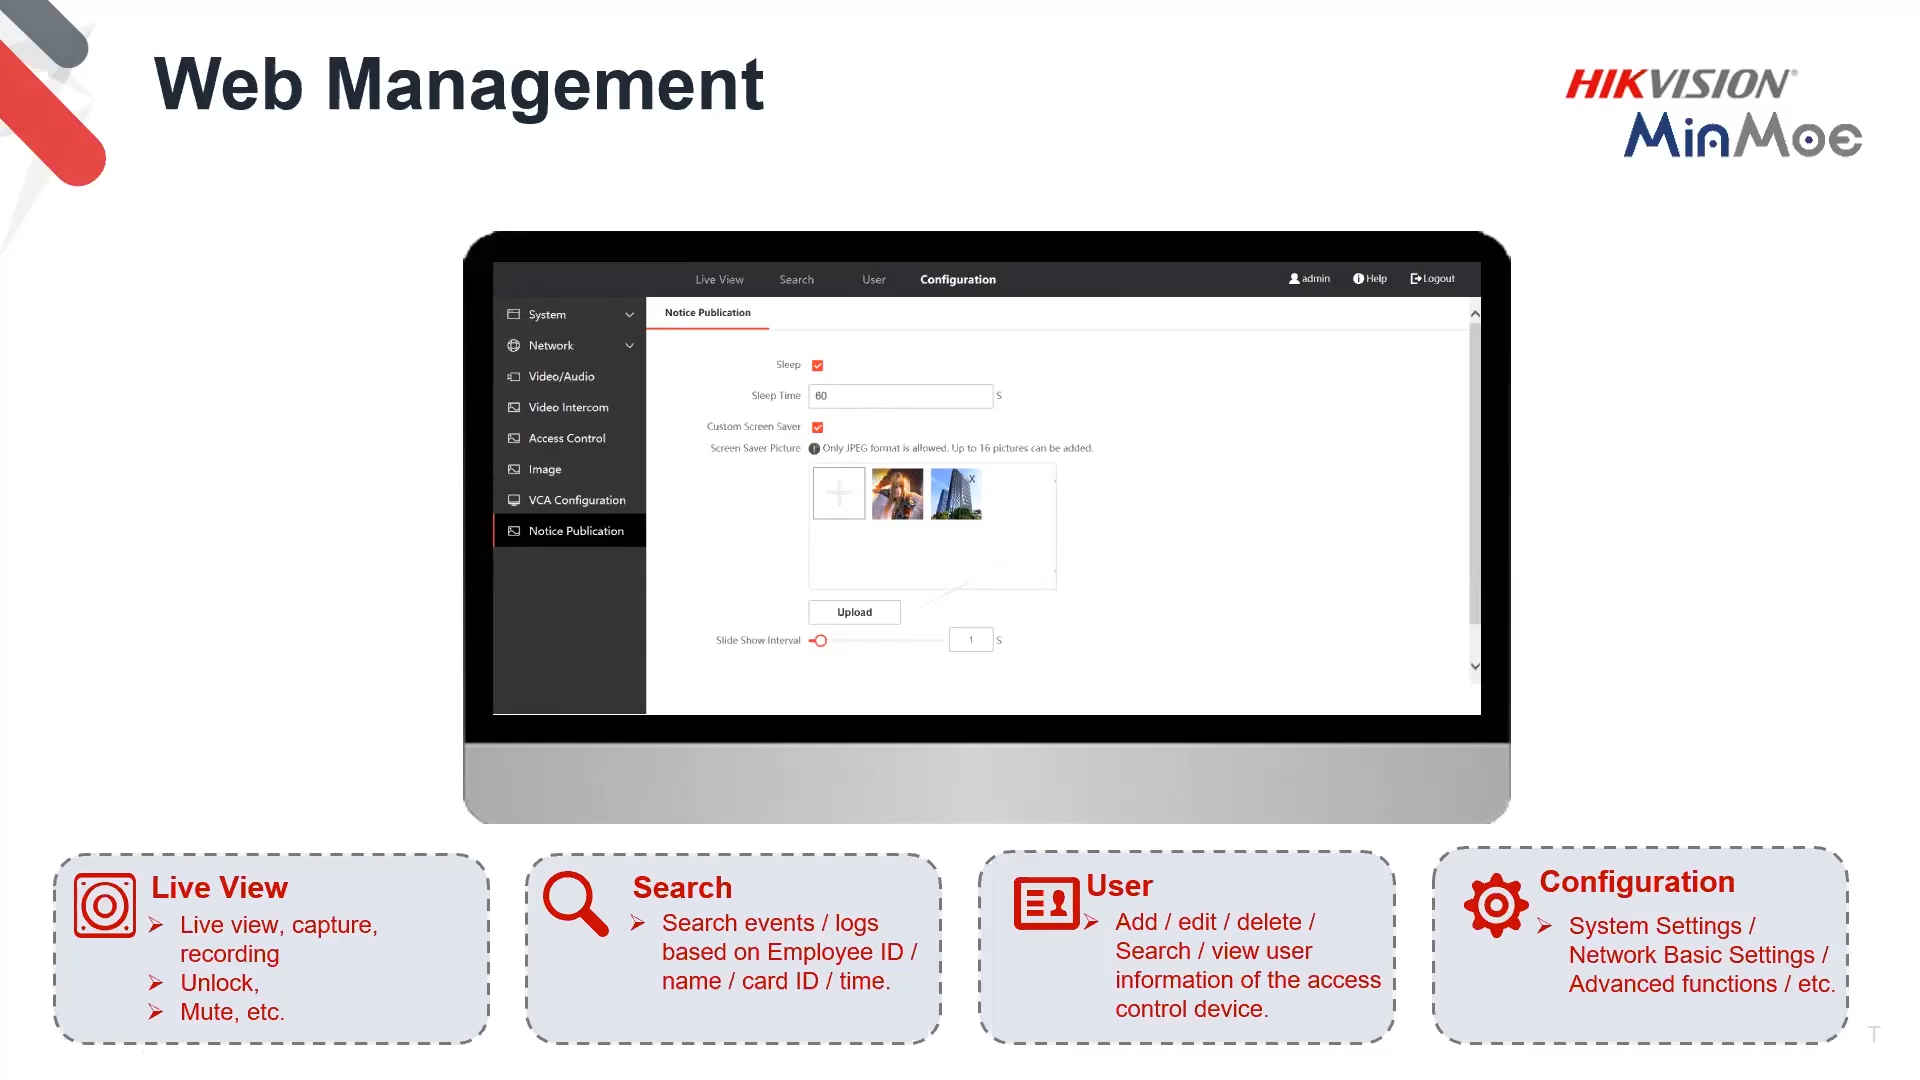 Web Management
HIKVISION®
MinMoe
Live View Search User Configuration admin Help Logout
System
Network
Video/Audio
Video Intercom
Access Control
Image
VCA Configuration
Notice Publication
Notice Publication
Sleep
Sleep Time 60 S
Custom Screen Saver
Screen Saver Picture Only JPEG format is allowed. Up to 16 pictures can be added.
X
Upload
Slide Show Interval 1 S
Live View
Live view, capture,
recording
Unlock,
Mute, etc.
Search
Search events / logs
based on Employee ID /
name / card ID / time.
User
Add / edit / delete /
Search / view user
information of the access
control device.
Configuration
System Settings /
Network Basic Settings /
Advanced functions / etc.
T